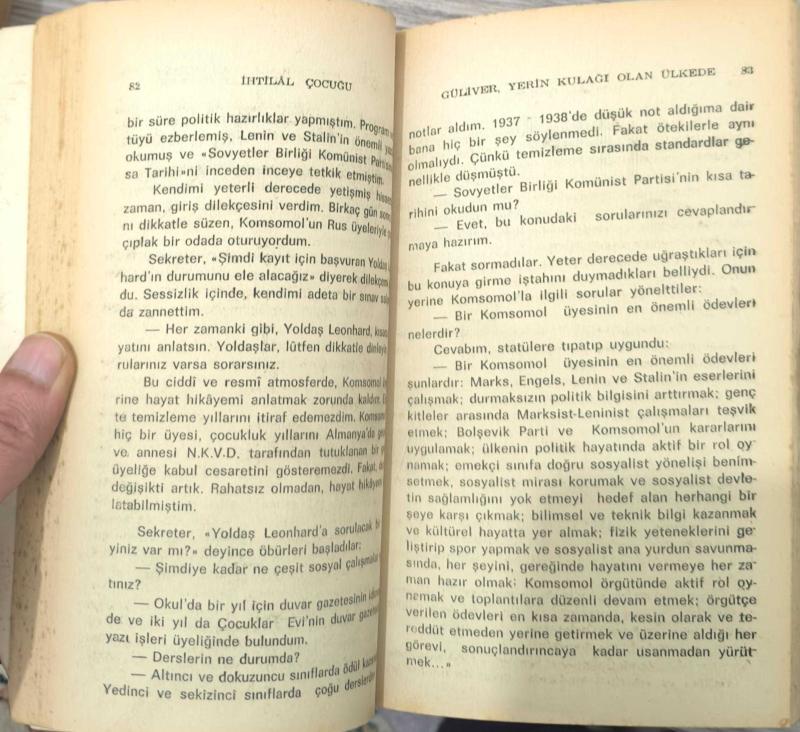 82 İHTİLÂL ÇOCUĞU
bir süre politik hazırlıklar yapmıştım. Program
tüyü ezberlemiş, Lenin ve Stalin'in önemli
okumuş ve «Sovyetler Birliği Komünist
sa Tarihi»ni inceden inceye tetkik etmiştim.
Kendimi yeterli derecede yetişmiş
zaman, giriş dilekçesini verdim. Birkaç gün
nı dikkatle süzen, Komsomol'un Rus üyeleriyle
çıplak bir odada oturuyordum.
Sekreter, «Şimdi kayıt için başvuran Yoldaş
hard'ın durumunu ele alacağız» diyerek
du. Sessizlik içinde, kendimi adeta bir sınav
da zannettim.
— Her zamanki gibi, Yoldaş Leonhard,
yatını anlatsın. Yoldaşlar, lûtfen dikkatle
rularınız varsa sorarsınız.
Bu ciddi ve resmî atmosferde, Komsomol
rine hayat hikâyemi anlatmak zorunda kaldım.
te temizleme yıllarını itiraf edemezdim.
hiç bir üyesi, çocukluk yıllarını Almanya'da
ve annesi N.K.V.D. tarafından tutuklanan bir
üyeliğe kabul cesaretini gösteremezdi. Fakat,
değişikti artık. Rahatsız olmadan, hayat
latabilmiştim.
Sekreter, «Yoldaş Leonhard'a sorulacak
yiniz var mı?» deyince öbürleri başladılar:
— Şimdiye kadar ne çeşit sosyal
tınız?
— Okul'da bir yıl için duvar gazetesinin
de ve iki yıl da Çocuklar Evi'nin duvar
yazı işleri üyeliğinde bulundum.
— Derslerin ne durumda?
— Altıncı ve dokuzuncu sınıflarda ödül
Yedinci ve sekizinci sınıflarda çoğu
GÜLİVER, YERİN KULAĞI OLAN ÜLKEDE 83
notlar aldım. 1937 - 1938'de düşük not aldığıma dair
bana hiç bir şey söylenmedi. Fakat ötekilerle aynı
olmalıydı. Çünkü temizleme sırasında standardlar ge-
nellikle düşmüştü.
— Sovyetler Birliği Komünist Partisi'nin kısa ta-
rihini okudun mu?
— Evet, bu konudaki sorularınızı cevaplandır-
maya hazırım.
Fakat sormadılar. Yeter derecede uğraştıkları için
bu konuya girme iştahını duymadıkları belliydi. Onun
yerine Komsomol'la ilgili sorular yönelttiler:
— Bir Komsomol üyesinin en önemli ödevleri
nelerdir?
Cevabım, statülere tıpatıp uygundu:
— Bir Komsomol üyesinin en önemli ödevleri
şunlardır: Marks, Engels, Lenin ve Stalin'in eserlerini
çalışmak; durmaksızın politik bilgisini arttırmak; genç
kitleler arasında Marksist-Leninist çalışmaları teşvik
etmek; Bolşevik Parti ve Komsomol'un kararlarını
uygulamak; ülkenin politik hayatında aktif bir rol oy-
namak; emekçi sınıfa doğru sosyalist yönelişi benim-
setmek, sosyalist mirası korumak ve sosyalist devle-
tin sağlamlığını yok etmeyi hedef alan herhangi bir
şeye karşı çıkmak; bilimsel ve teknik bilgi kazanmak
ve kültürel hayatta yer almak; fizik yeteneklerini ge-
liştirip spor yapmak ve sosyalist ana yurdun savunma-
sında, her şeyini, gereğinde hayatını vermeye her za-
man hazır olmak; Komsomol örgütünde aktif rol oy-
nemak ve toplantılara düzenli devam etmek; örgütçe
verilen ödevleri en kısa zamanda, kesin olarak ve te-
reddüt etmeden yerine getirmek ve üzerine aldığı her
görevi, sonuçlandırıncaya kadar usanmadan yürüt-
mek...»